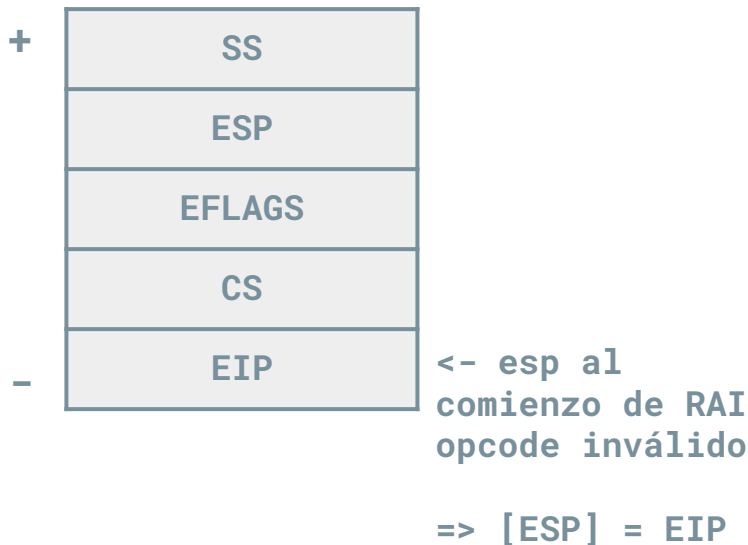 +
SS
ESP
EFLAGS
CS
-
EIP
<- esp al
comienzo de RAI
opcode inválido
=> [ESP] = EIP